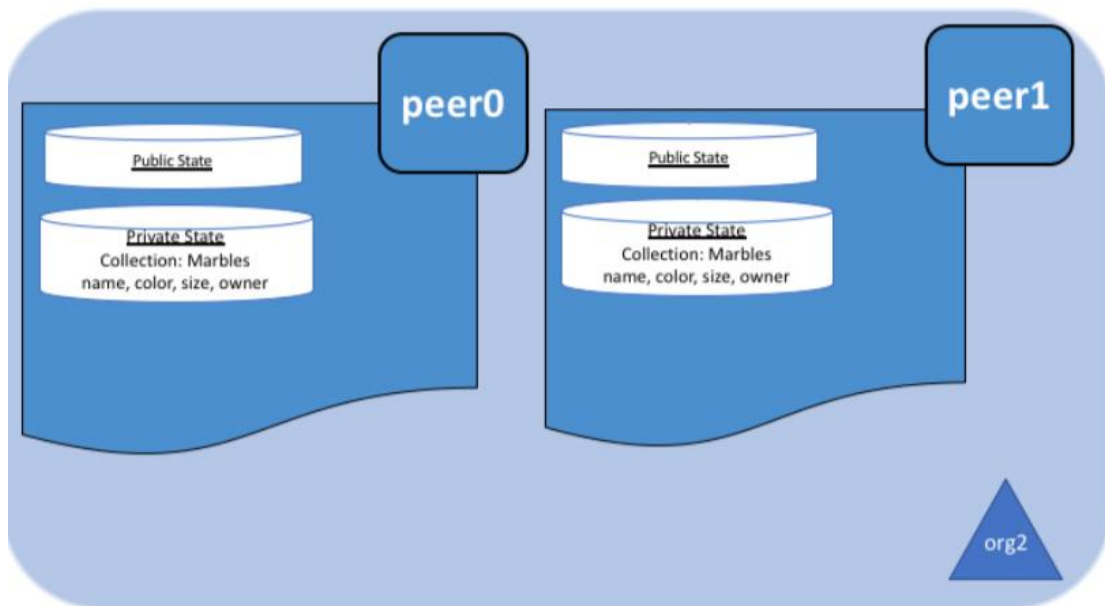 peer0
Public State
Private State
Collection: Marbles
name, color, size, owner
peer1
Public State
Private State
Collection: Marbles
name, color, size, owner
org2